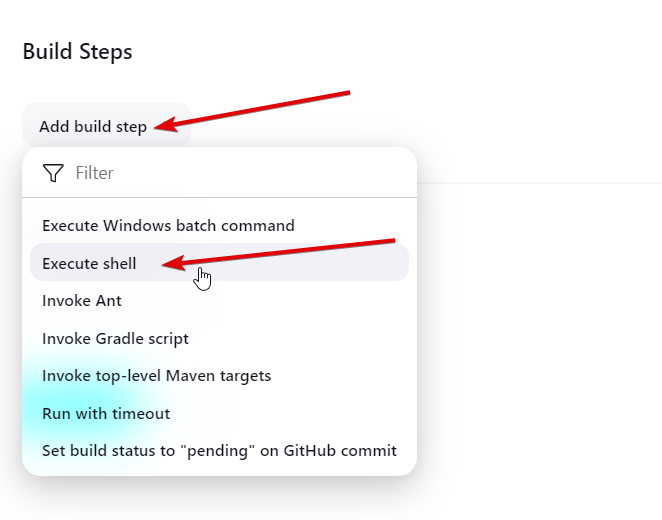 Build Steps
Add build step
Filter
Execute Windows batch command
Execute shell
Invoke Ant
Invoke Gradle script
Invoke top-level Maven targets
Run with timeout
Set build status to "pending" on GitHub commit